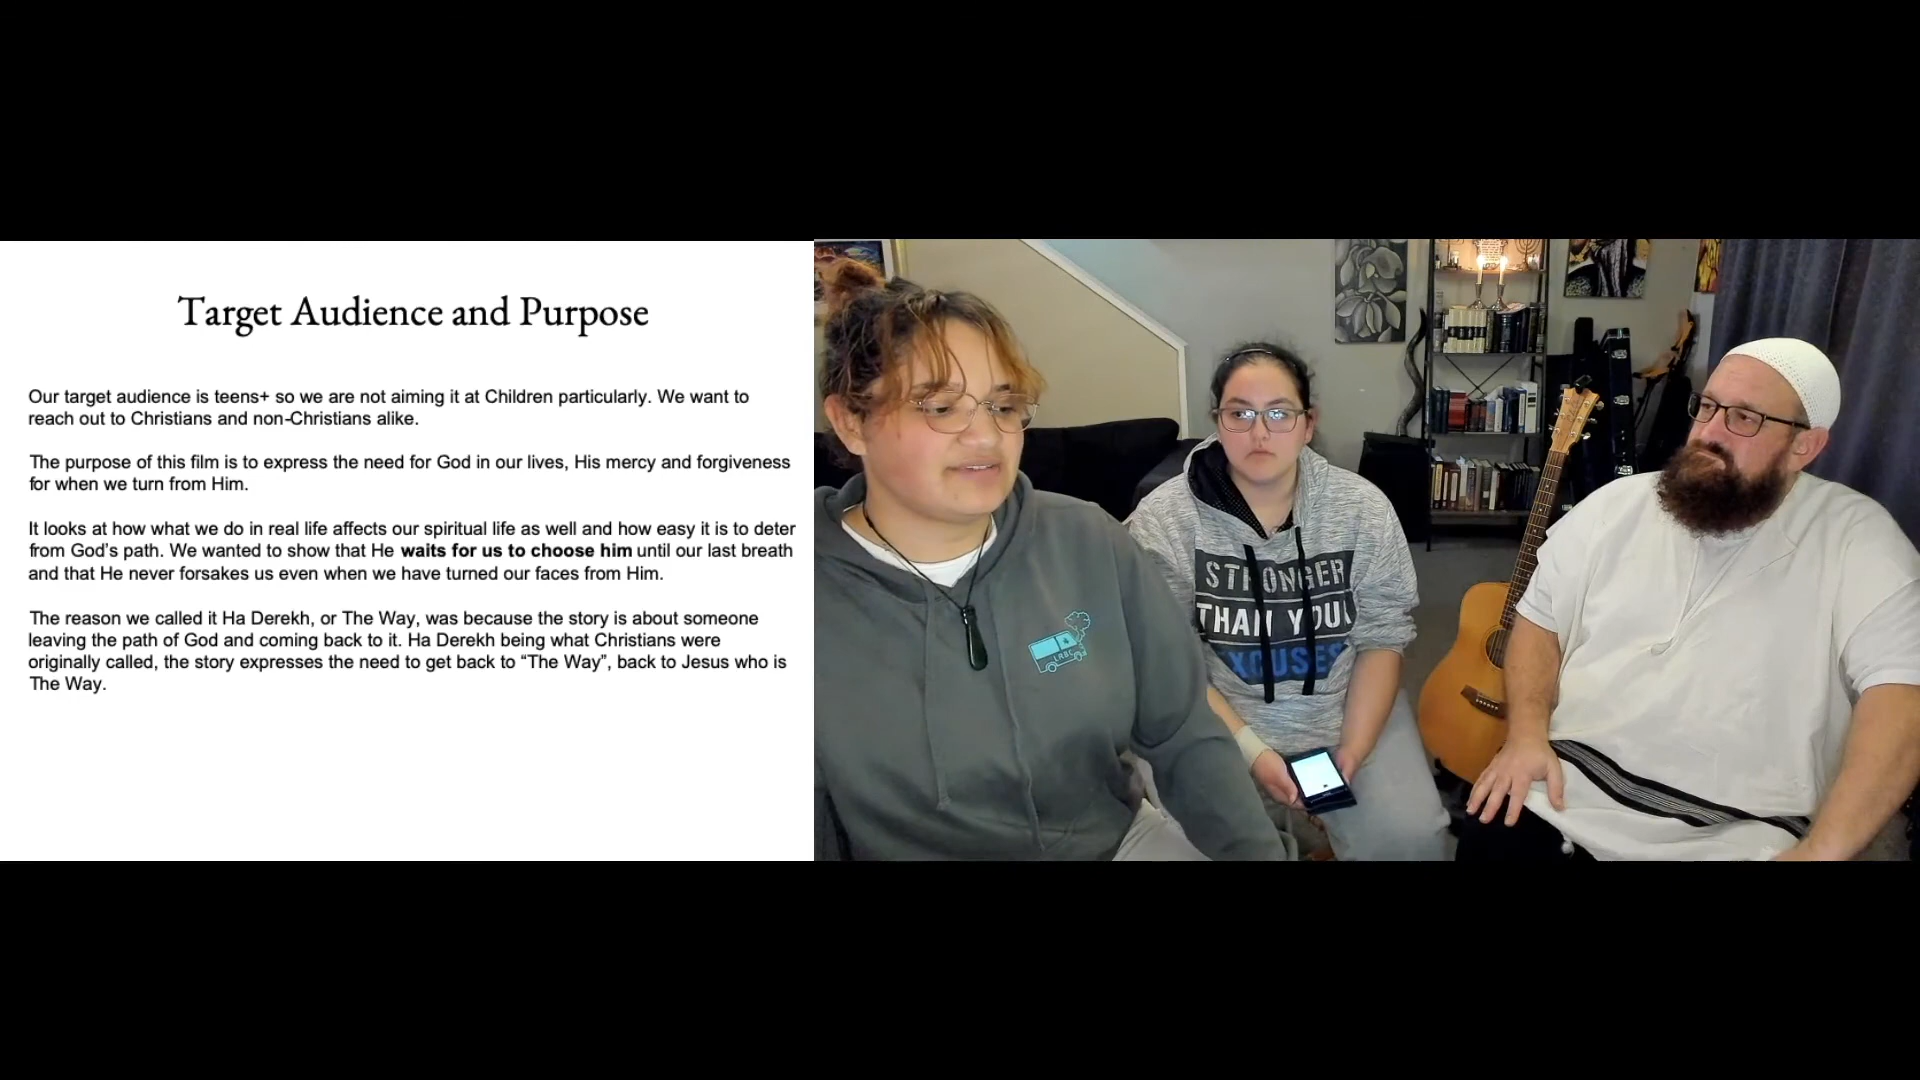 Target Audience and Purpose
Our target audience is teens+ so we are not aiming it at Children particularly. We want to
reach out to Christians and non-Christians alike.
The purpose of this film is to express the need for God in our lives, His mercy and forgiveness
for when we turn from Him.
It looks at how what we do in real life affects our spiritual life as well and how easy it is to deter
from God's path. We wanted to show that He waits for us to choose him until our last breath
and that He never forsakes us even when we have turned our faces from Him.
The reason we called it Ha Derekh, or The Way, was because the story is about someone
leaving the path of God and coming back to it. Ha Derekh being what Christians were
originally called, the story expresses the need to get back to “The Way”, back to Jesus who is
The Way.
LRBC
STRONGER
THAN YOUR
EXCUSES